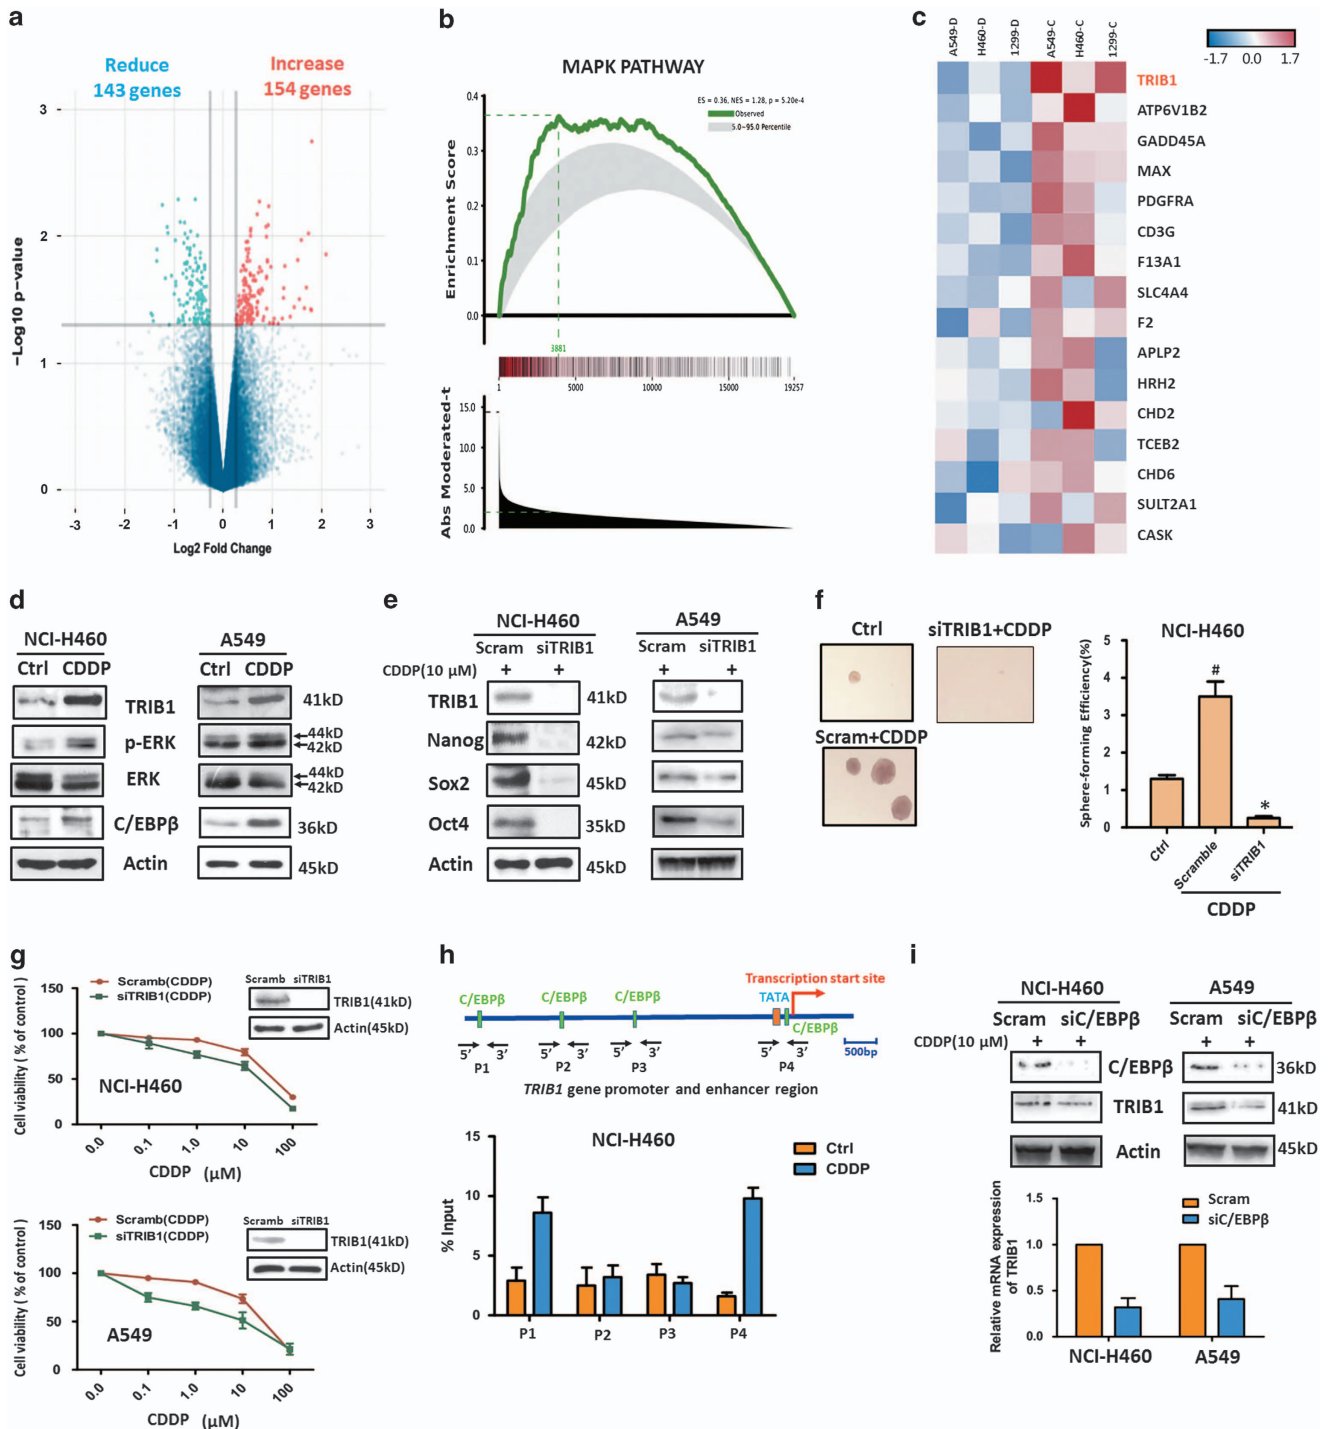 a
Reduce
143 genes
Increase
154 genes
3
2
1
0
−Log10 p−value
-3 -2 -1 0 1 2 3
Log2 Fold Change
b
MAPK PATHWAY
ES = 0.36, NES = 1.28, p = 5.20e-4
Observed
5.0~95.0 Percentile
0.4
0.3
0.2
0.1
0.0
Enrichment Score
3881
1 5000 10000 15000 19257
15.0
10.0
5.0
0.0
Abs Moderated-t
c
A549-D H460-D 1299-D A549-C H460-C 1299-C
-1.7 0.0 1.7
TRIB1
ATP6V1B2
GADD45A
MAX
PDGFRA
CD3G
F13A1
SLC4A4
F2
APLP2
HRH2
CHD2
TCEB2
CHD6
SULT2A1
CASK
d
NCI-H460 A549
Ctrl CDDP Ctrl CDDP
TRIB1 41kD
p-ERK 44kD
42kD
ERK 44kD
42kD
C/EBPβ 36kD
Actin 45kD
e
NCI-H460 A549
Scram siTRIB1 Scram siTRIB1
CDDP(10 μM) + + + +
TRIB1 41kD
Nanog 42kD
Sox2 45kD
Oct4 35kD
Actin 45kD
f
Ctrl siTRIB1+CDDP
Scram+CDDP
NCI-H460
Sphere-forming Efficiency(%)
5
4
3
2
1
0
# *
Ctrl Scramble siTRIB1
CDDP
g
Cell viability ( % of control)
150
100
50
0
Scramb(CDDP)
siTRIB1(CDDP)
Scramb siTRIB1
TRIB1(41kD)
Actin(45kD)
NCI-H460
0.0 0.1 1.0 10 100
CDDP (μM)
Cell viability ( % of control)
150
100
50
0
Scramb(CDDP)
siTRIB1(CDDP)
Scramb siTRIB1
TRIB1(41kD)
Actin(45kD)
A549
0.0 0.1 1.0 10 100
CDDP (μM)
h
Transcription start site
C/EBPβ C/EBPβ C/EBPβ TATA
C/EBPβ
5’ 3’ 5’ 3’ 5’ 3’ 5’ 3’
P1 P2 P3 P4
500bp
TRIB1 gene promoter and enhancer region
NCI-H460
Ctrl
CDDP
% Input
15
10
5
0
P1 P2 P3 P4
i
NCI-H460 A549
Scram siC/EBPβ Scram siC/EBPβ
CDDP(10 μM) + + + +
C/EBPβ 36kD
TRIB1 41kD
Actin 45kD
Relative mRNA expression
of TRIB1
1.5
1.0
0.5
0.0
Scram
siC/EBPβ
NCI-H460 A549